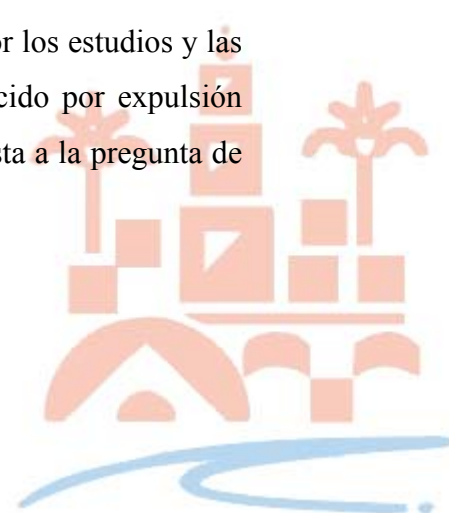 or los estudios y las
cido por expulsión
sta a la pregunta de